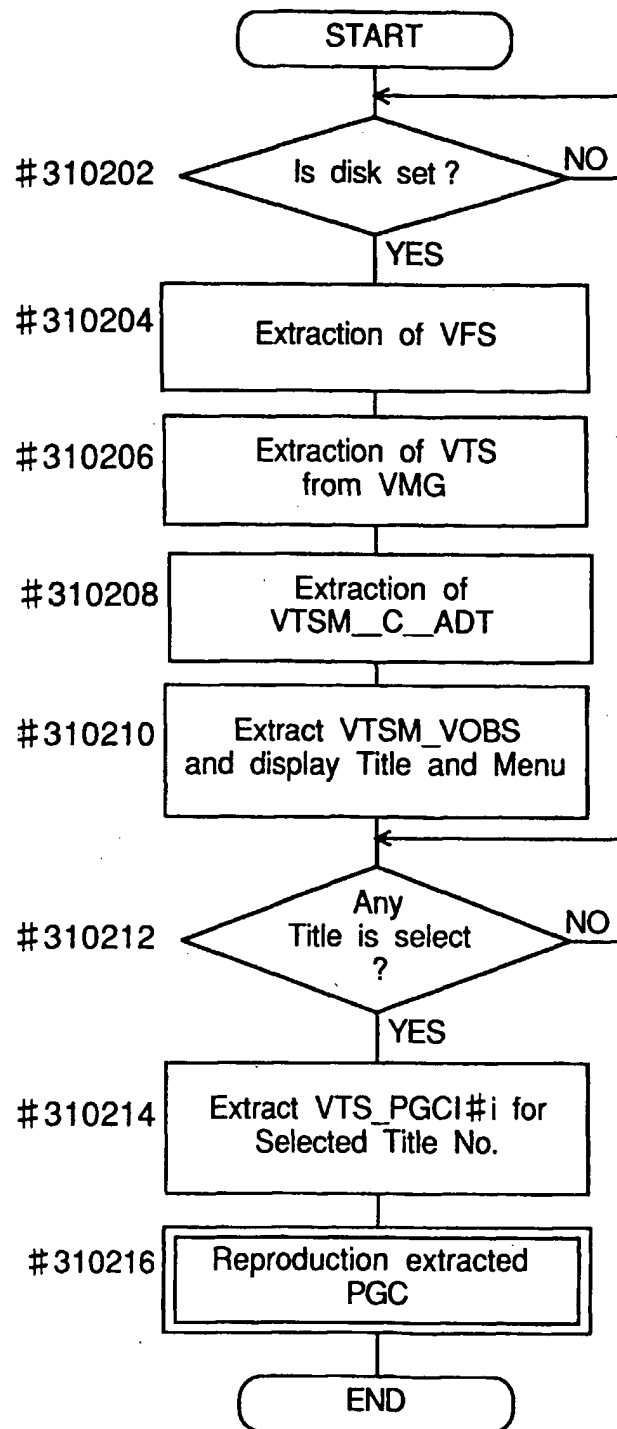 START
#310202
Is disk set ?
NO
YES
#310204
Extraction of VFS
#310206
Extraction of VTS
from VMG
#310208
Extraction of
VTSM__C__ADT
#310210
Extract VTSM_VOBS
and display Title and Menu
#310212
Any
Title is select
?
NO
YES
#310214
Extract VTS_PGCI#i for
Selected Title No.
#310216
Reproduction extracted
PGC
END